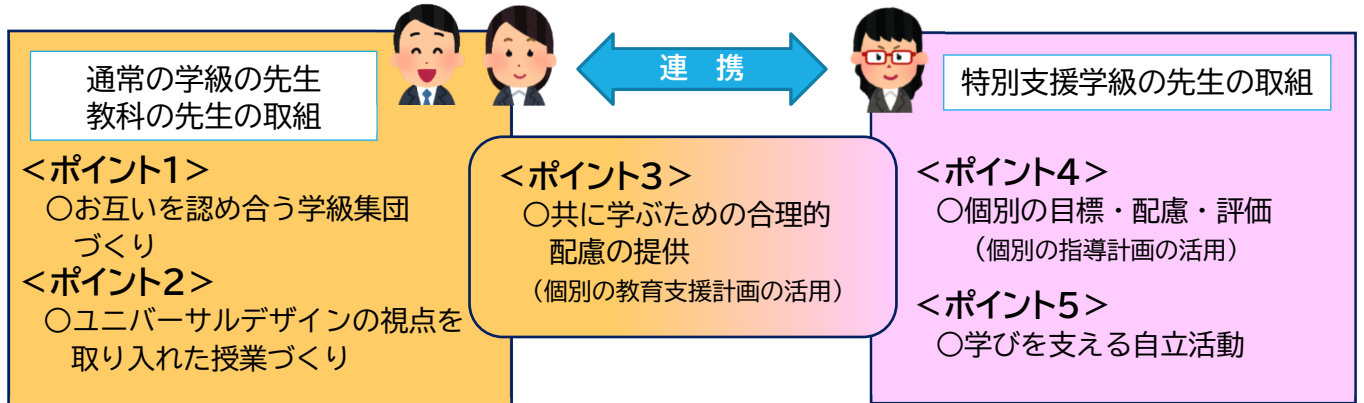 通常の学級の先生
教科の先生の取組
連 携
特別支援学級の先生の取組
<ポイント1>
○お互いを認め合う学級集団
づくり
<ポイント2>
○ユニバーサルデザインの視点を
取り入れた授業づくり
<ポイント3>
○共に学ぶための合理的
配慮の提供
(個別の教育支援計画の活用)
<ポイント4>
○個別の目標・配慮・評価
(個別の指導計画の活用)
<ポイント5>
○学びを支える自立活動